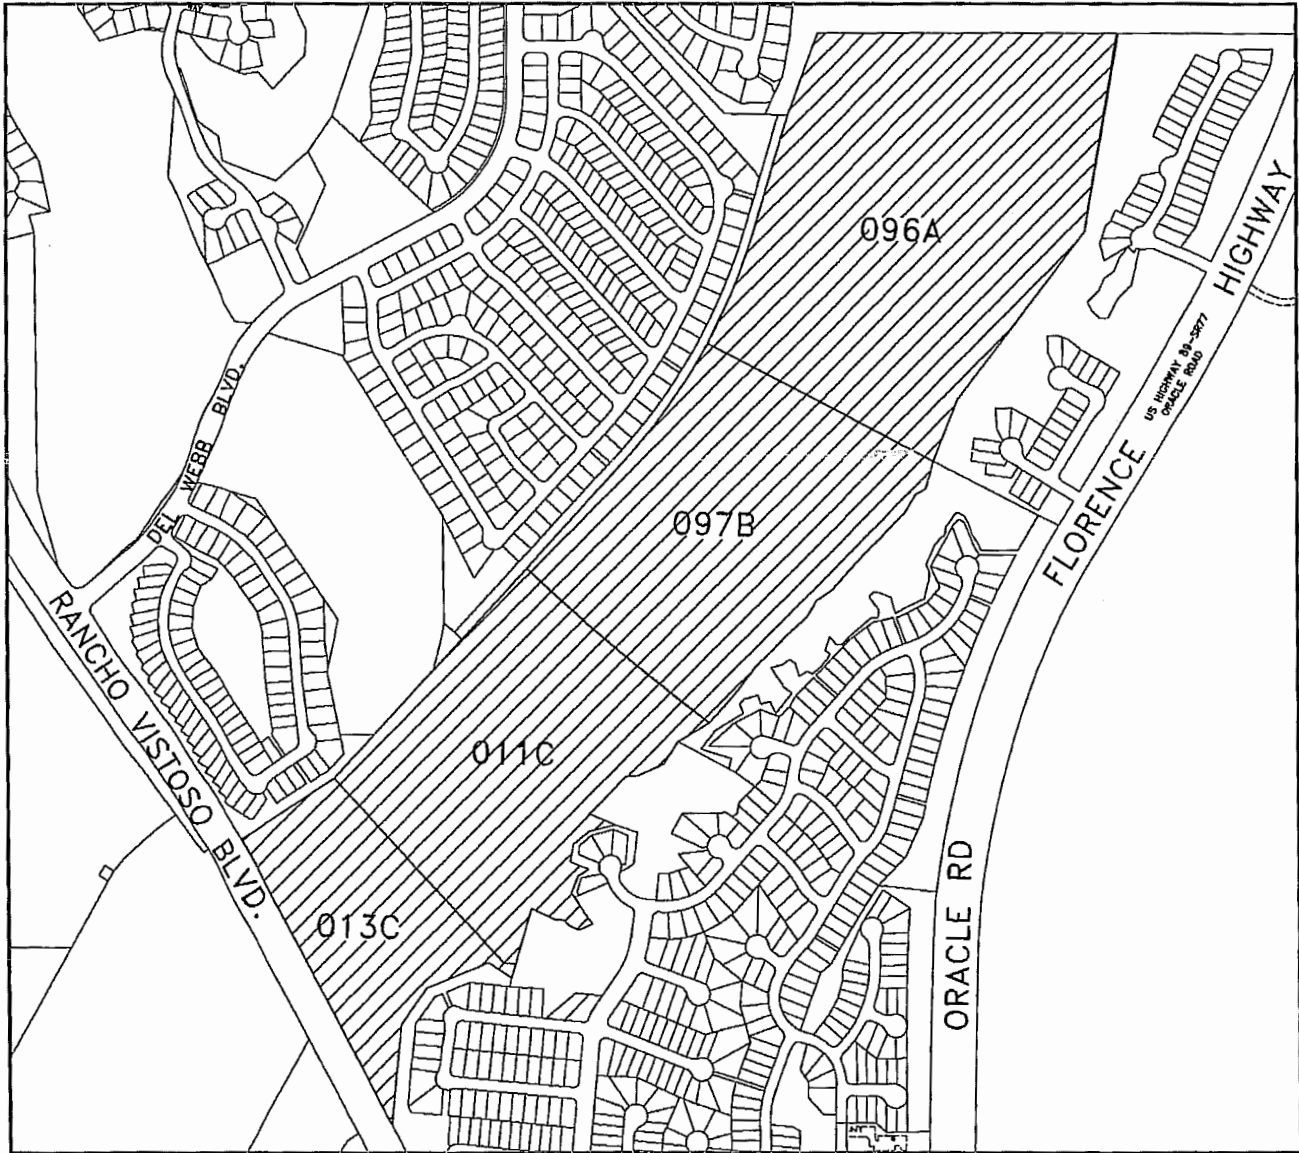 096A
HIGHWAY
US HIGHWAY 89-SR77
ORACLE ROAD
FLORENCE
097B
DEL WEBB BLVD.
RANCHO VISTOSO BLVD.
011C
013C
ORACLE RD